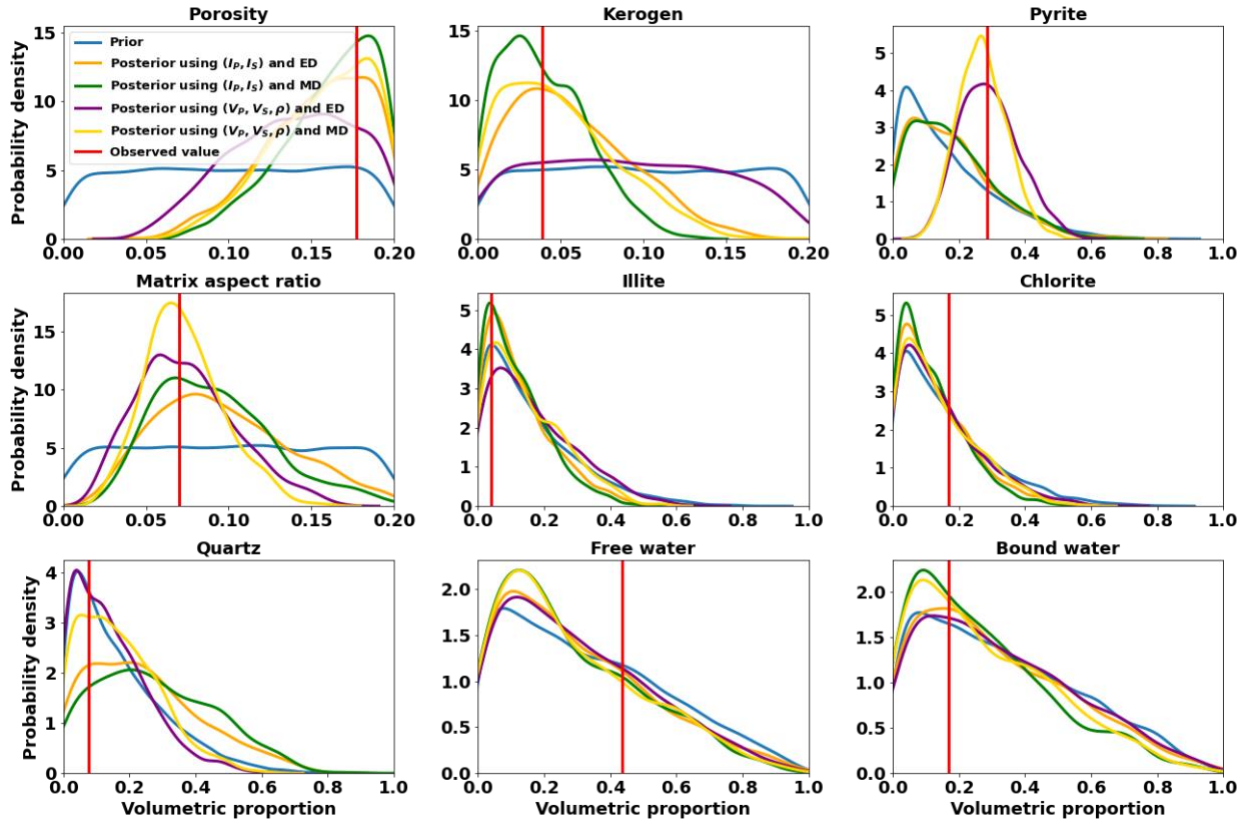 Porosity
Kerogen
Pyrite
Probability density
15
10
5
0
0.00 0.05 0.10 0.15 0.20
Prior
Posterior using (I_P, I_S) and ED
Posterior using (I_P, I_S) and MD
Posterior using (V_P, V_S, ρ) and ED
Posterior using (V_P, V_S, ρ) and MD
Observed value
15
10
5
0
0.00 0.05 0.10 0.15 0.20
5
4
3
2
1
0
0.0 0.2 0.4 0.6 0.8 1.0
Matrix aspect ratio
Illite
Chlorite
Probability density
15
10
5
0
0.00 0.05 0.10 0.15 0.20
5
4
3
2
1
0
0.0 0.2 0.4 0.6 0.8 1.0
5
4
3
2
1
0
0.0 0.2 0.4 0.6 0.8 1.0
Quartz
Free water
Bound water
Probability density
4
3
2
1
0
0.0 0.2 0.4 0.6 0.8 1.0
Volumetric proportion
2.0
1.5
1.0
0.5
0.0
0.0 0.2 0.4 0.6 0.8 1.0
Volumetric proportion
2.0
1.5
1.0
0.5
0.0
0.0 0.2 0.4 0.6 0.8 1.0
Volumetric proportion